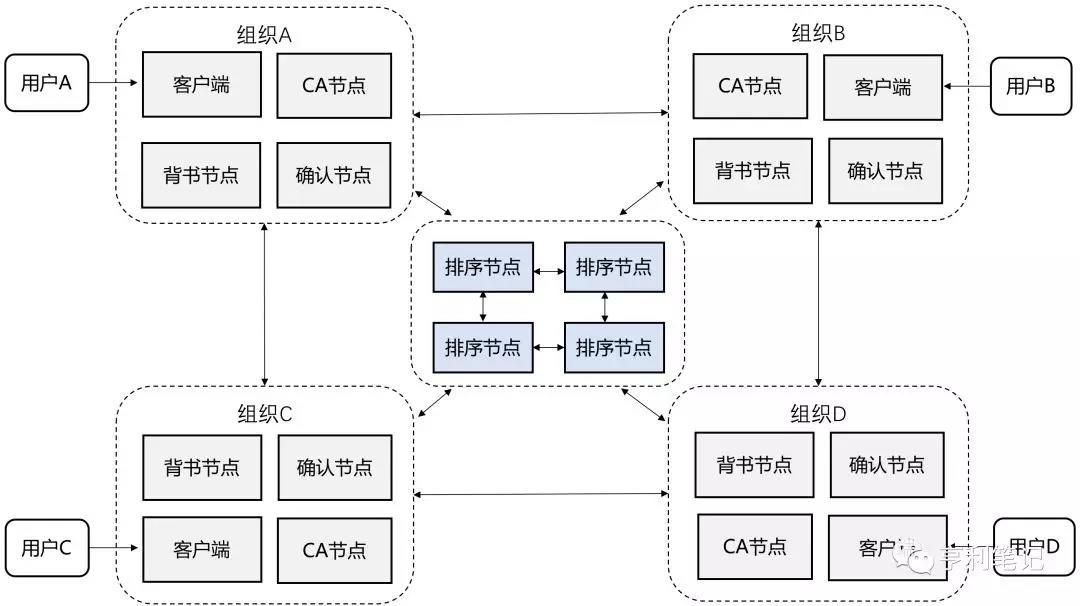 组织A
用户A
客户端
CA节点
背书节点
确认节点
组织B
CA节点
客户端
用户B
背书节点
确认节点
排序节点
排序节点
排序节点
排序节点
组织C
背书节点
确认节点
用户C
客户端
CA节点
组织D
背书节点
确认节点
CA节点
客户
用户D
亨利笔记